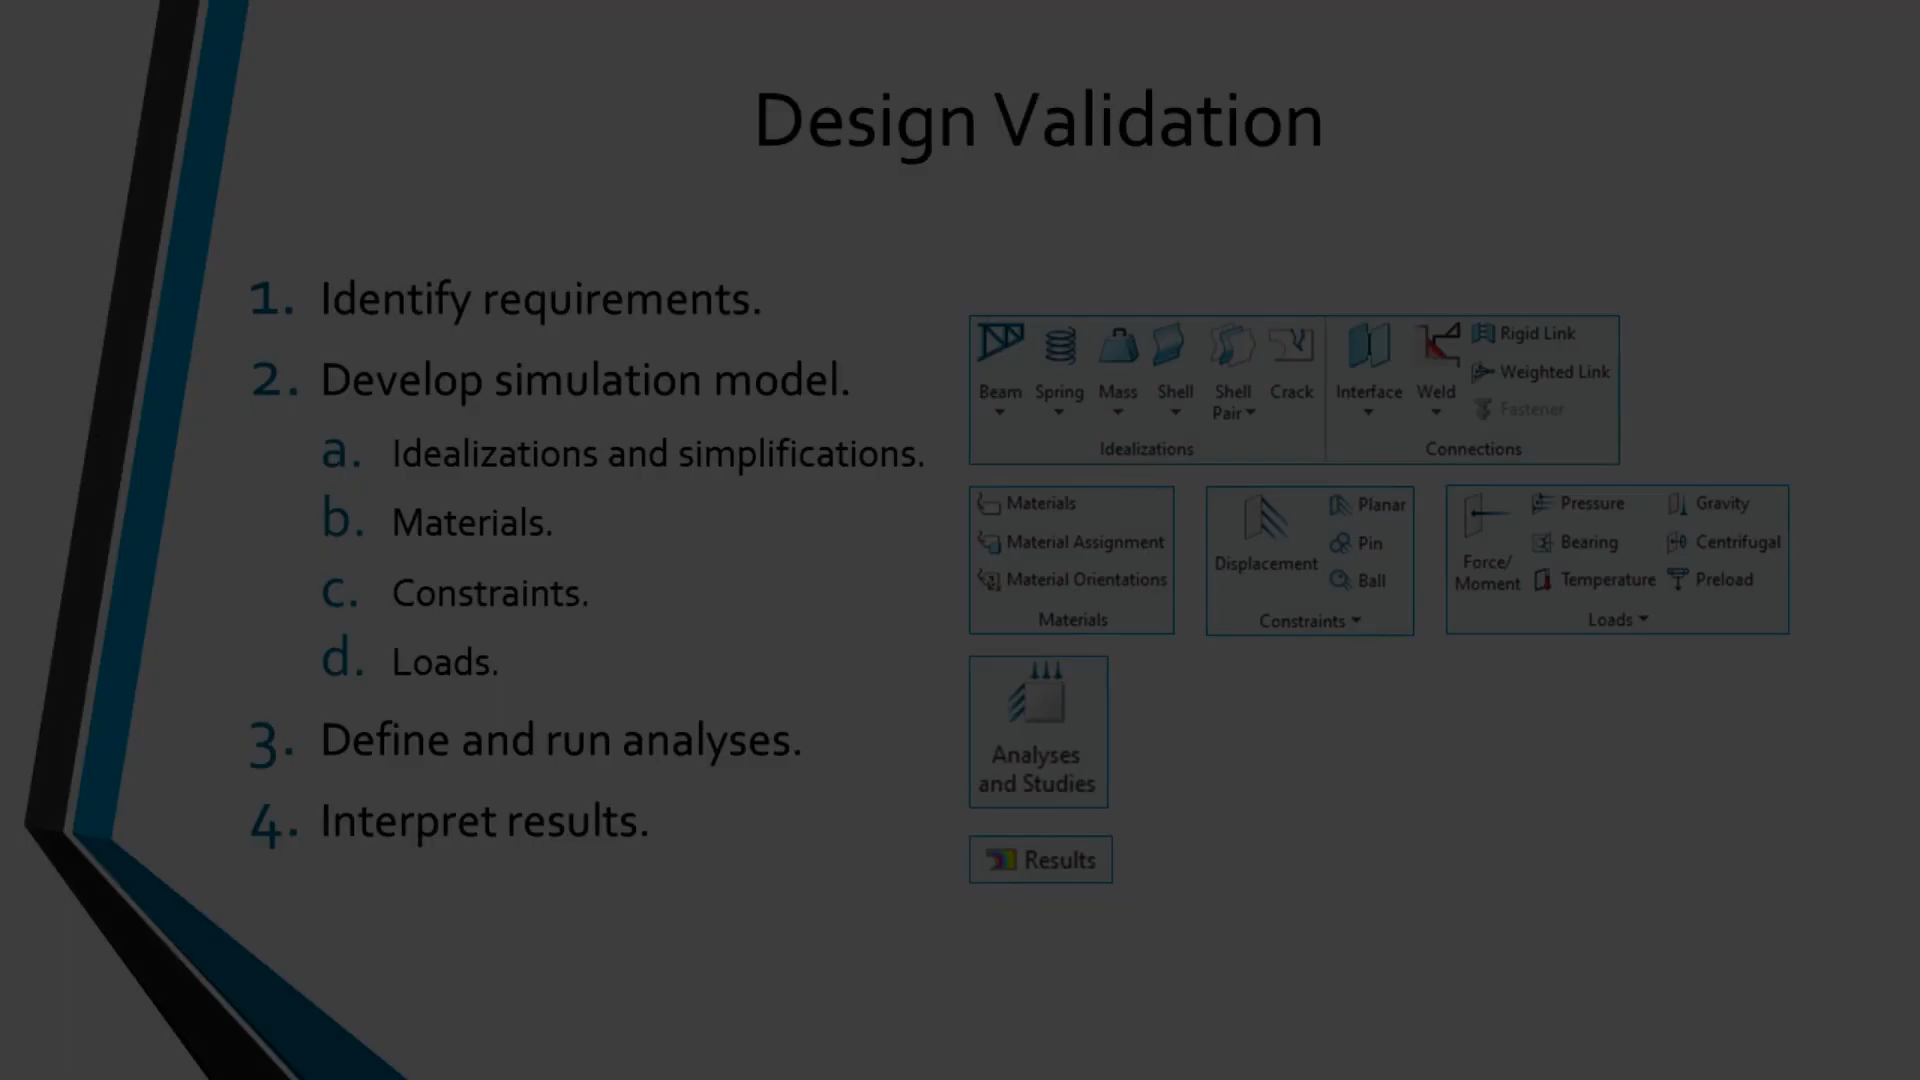 Design Validation
1. Identify requirements.
2. Develop simulation model.
a. Idealizations and simplifications.
b. Materials.
c. Constraints.
d. Loads.
3. Define and run analyses.
4. Interpret results.
Beam
Spring
Mass
Shell
Shell
Pair
Crack
Idealizations
Interface
Weld
Rigid Link
Weighted Link
Fastener
Connections
Materials
Material Assignment
Material Orientations
Materials
Displacement
Planar
Pin
Ball
Constraints
Force/
Moment
Pressure
Bearing
Temperature
Gravity
Centrifugal
Preload
Loads
Analyses
and Studies
Results